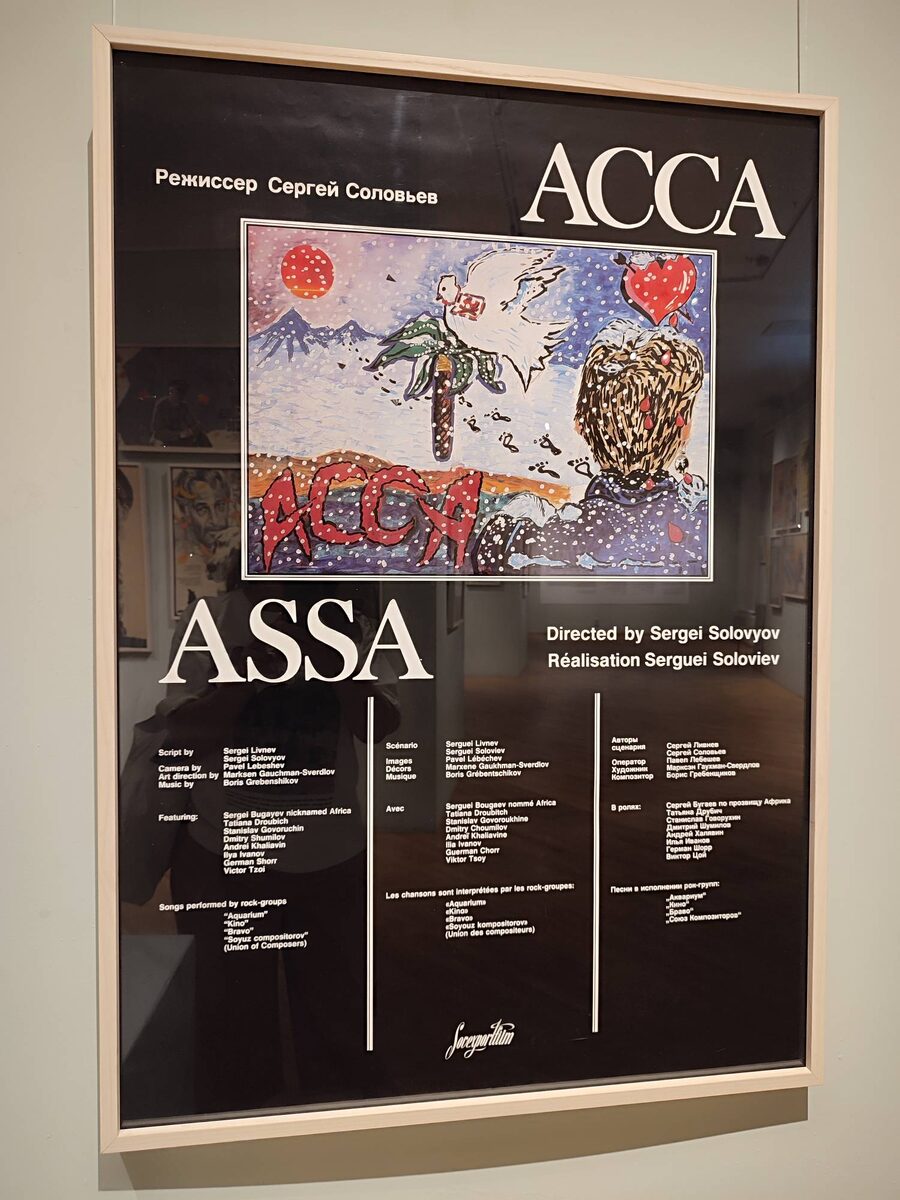 Режиссер Сергей Соловьев
АССА
АССА
ASSA
Directed by Sergei Solovyov
Réalisation Serguei Soloviev
Script by Sergei Livnev
Sergei Solovyov
Camera by Pavel Lebeshev
Art direction by Marksen Gauchman-Sverdlov
Music by Boris Grebenshikov
Featuring: Sergei Bugayev nicknamed Africa
Tatiana Droubich
Stanislav Govoruchin
Dmitry Shumilov
Andrei Khaliavin
Ilya Ivanov
German Shorr
Victor Tzoi
Songs performed by rock-groups
"Aquarium"
"Kino"
"Bravo"
"Soyuz compositorov"
(Union of Composers)
Scénario Serguei Livnev
Serguei Soloviev
Images Pavel Lébéchev
Décors Marxene Gaukhman-Sverdlov
Musique Boris Grébentschikov
Avec Serguei Bougaev nommé Africa
Tatiana Droubitch
Stanislav Govoroukhine
Dmitry Choumilov
Andreï Khaliavine
Ilia Ivanov
Guerman Chorr
Viktor Tsoy
Les chansons sont interprétées par les rock-groupes:
«Aquarium»
«Kino»
«Bravo»
«Soyouz kompositorov»
(Union des compositeurs)
Авторы
сценария Сергей Ливнев
Сергей Соловьев
Оператор Павел Лебешев
Художник Марксэн Гаухман-Свердлов
Композитор Борис Гребенщиков
В ролях: Сергей Бугаев по прозвищу Африка
Татьяна Друбич
Станислав Говорухин
Дмитрий Шумилов
Андрей Халявин
Илья Иванов
Герман Шорр
Виктор Цой
Песни в исполнении рок-групп:
„Аквариум"
„Кино"
„Браво"
„Союз Композиторов"
Sovexportfilm